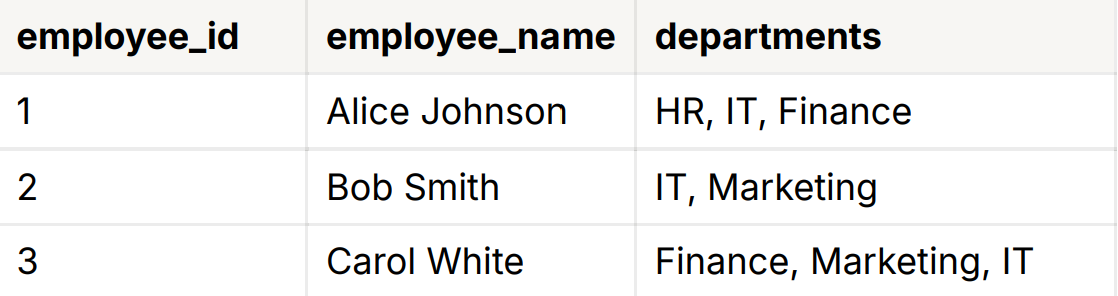 employee_id employee_name departments
1 Alice Johnson HR, IT, Finance
2 Bob Smith IT, Marketing
3 Carol White Finance, Marketing, IT